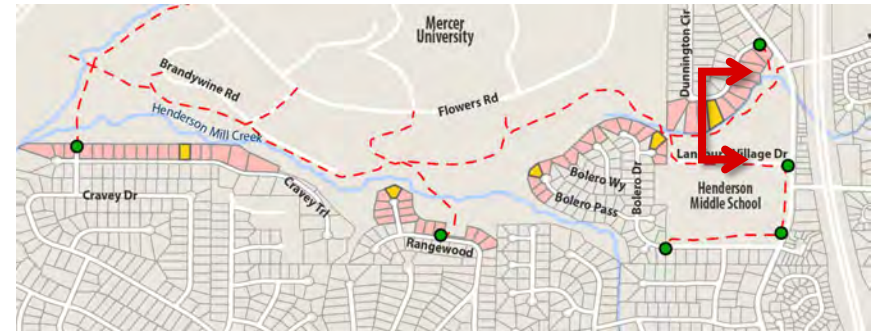 Mercer
University
Dunnington Cir
Brandywine Rd
Flowers Rd
Henderson Mill Creek
Village Dr
Bolero Wy
Bolero Dr
Bolero Pass
Henderson
Middle School
Cravey Dr
Cravey Trl
Rangewood